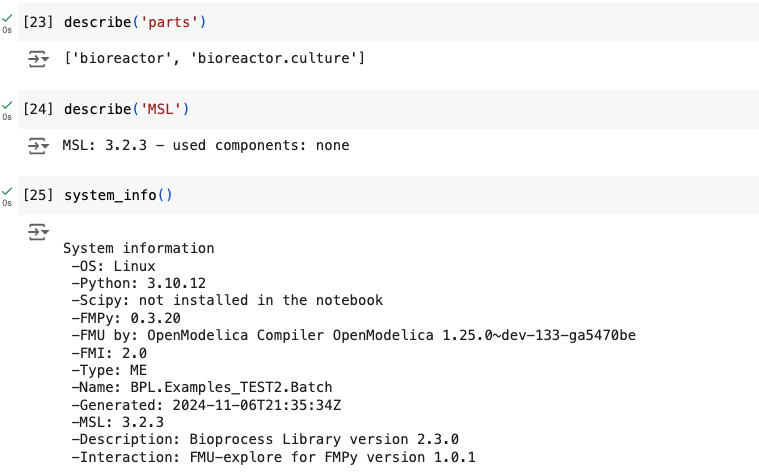 [23] describe('parts')
0s
['bioreactor', 'bioreactor.culture']
[24] describe('MSL')
0s
MSL: 3.2.3 - used components: none
[25] system_info()
0s
System information
-OS: Linux
-Python: 3.10.12
-Scipy: not installed in the notebook
-FMPy: 0.3.20
-FMU by: OpenModelica Compiler OpenModelica 1.25.0~dev-133-ga5470be
-FMI: 2.0
-Type: ME
-Name: BPL.Examples_TEST2.Batch
-Generated: 2024-11-06T21:35:34Z
-MSL: 3.2.3
-Description: Bioprocess Library version 2.3.0
-Interaction: FMU-explore for FMPy version 1.0.1